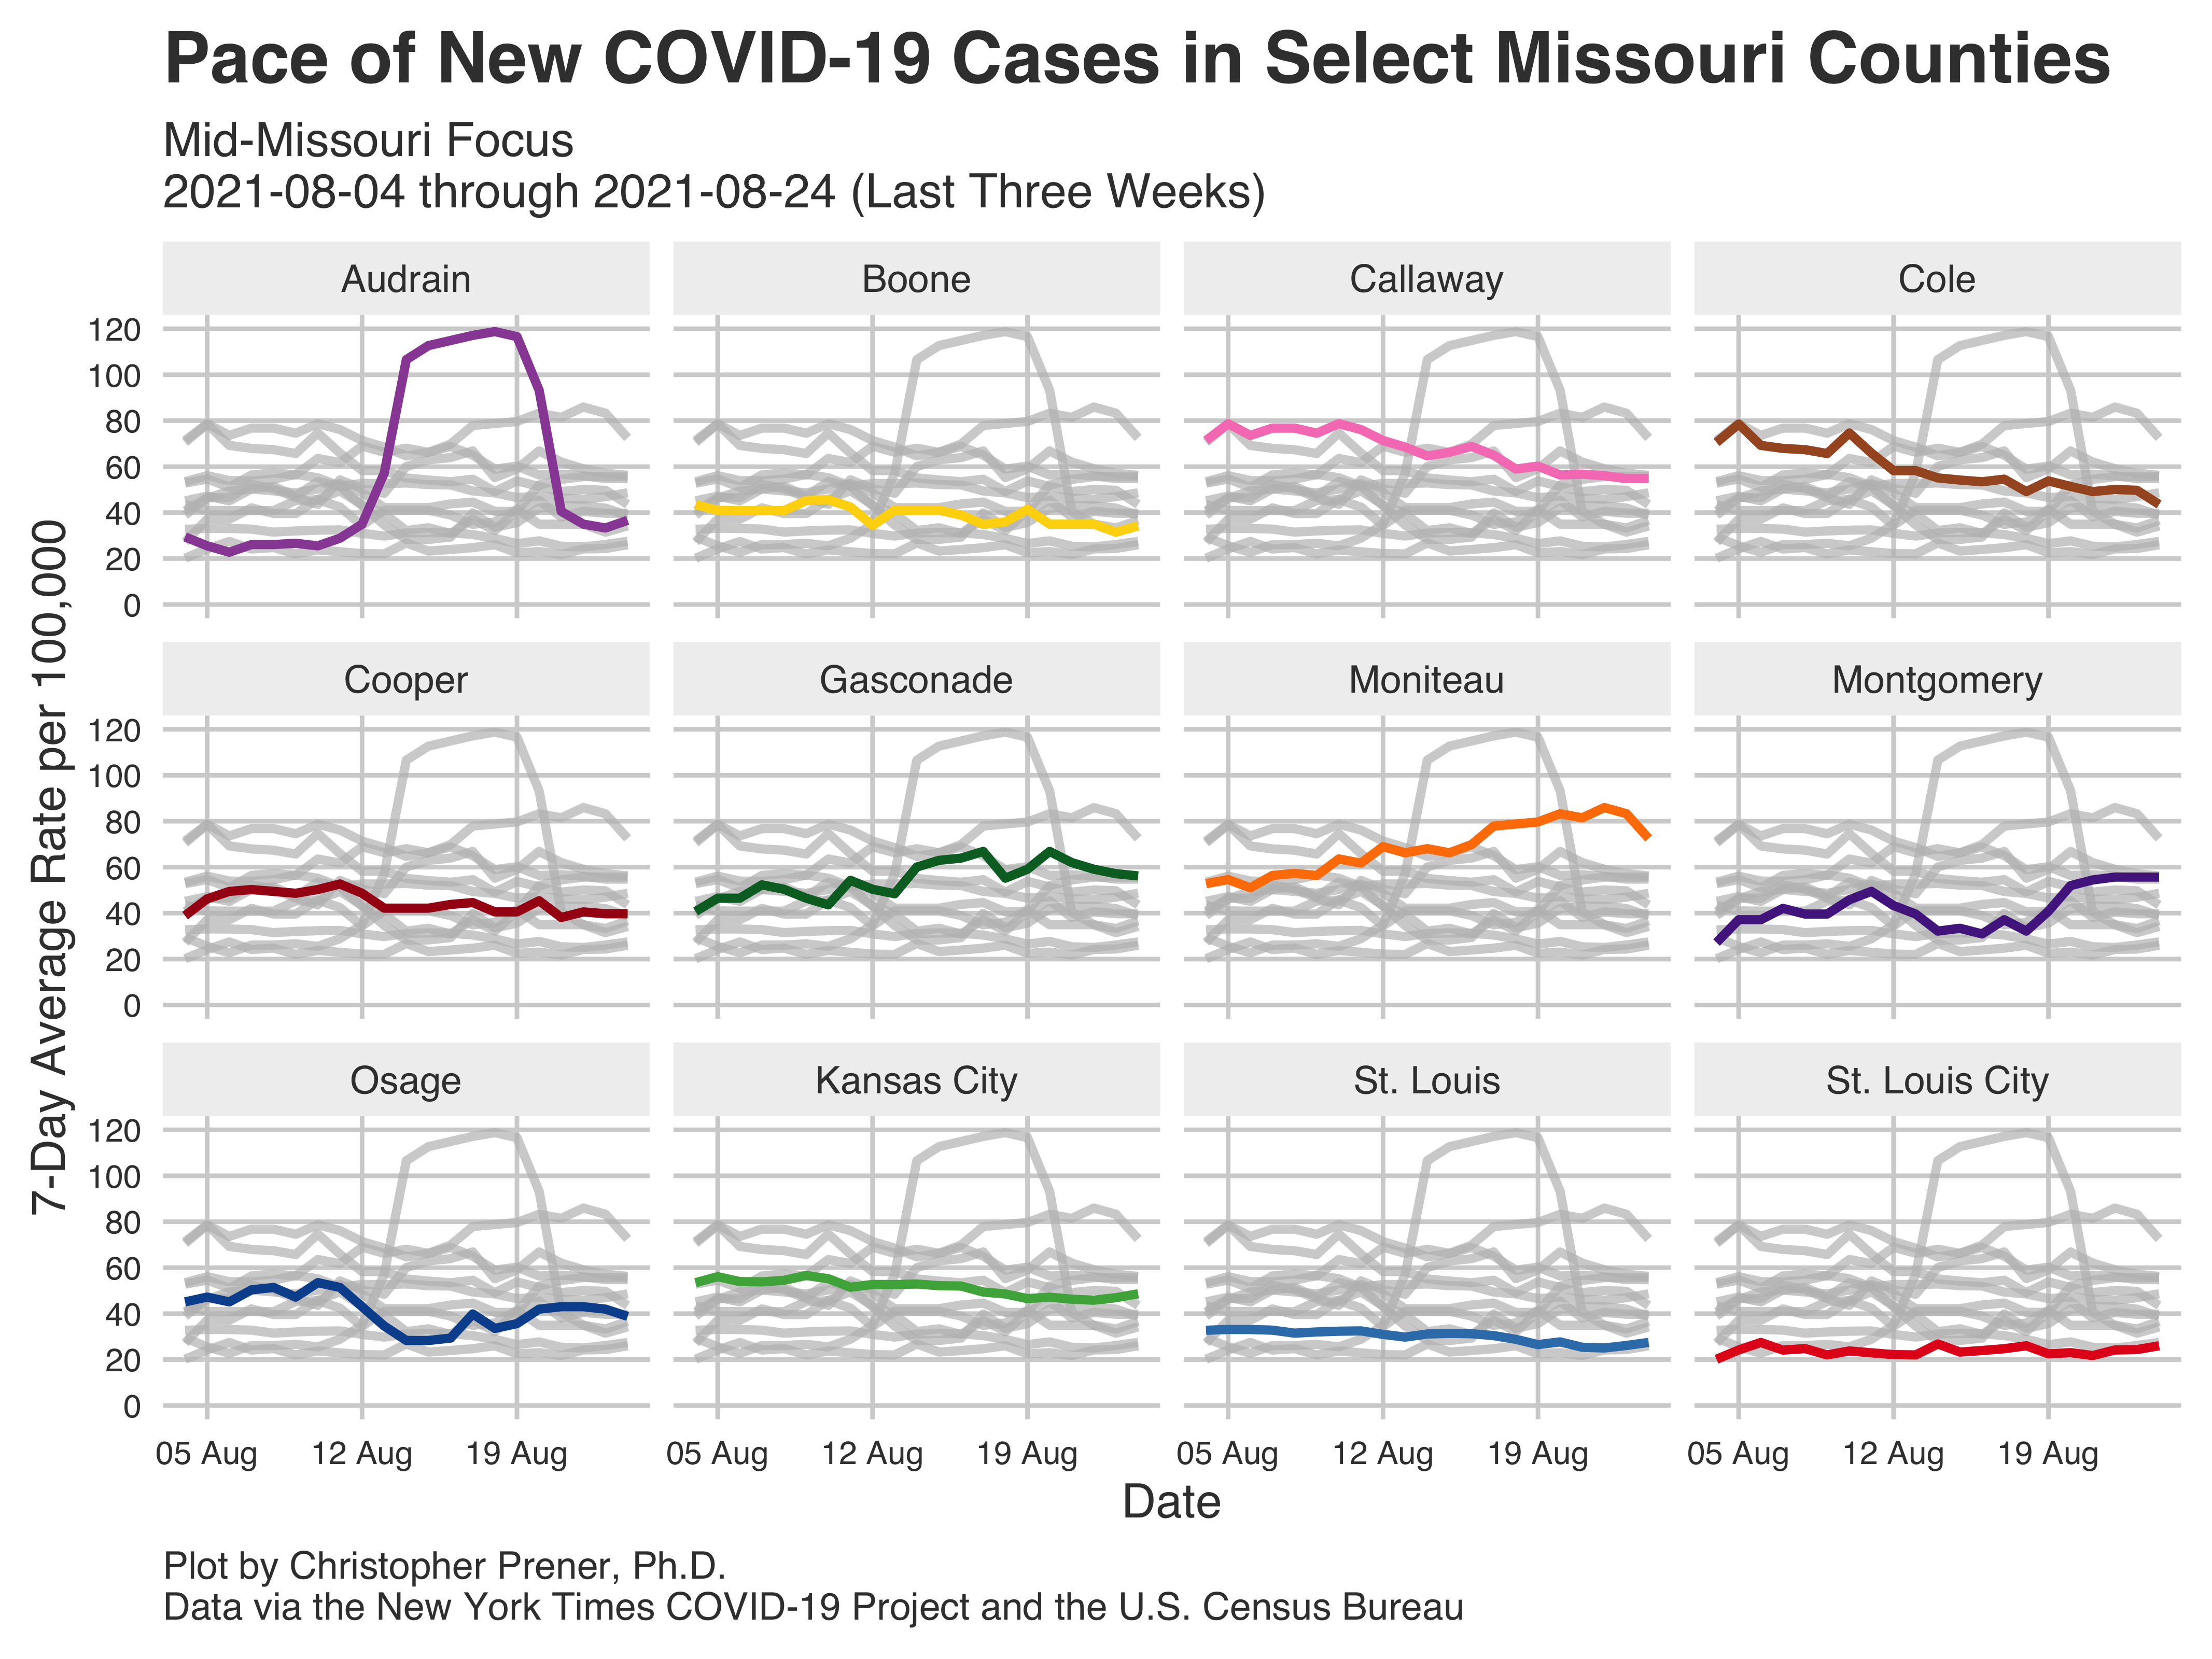 Pace of New COVID-19 Cases in Select Missouri Counties
Mid-Missouri Focus
2021-08-04 through 2021-08-24 (Last Three Weeks)
Audrain
Boone
Callaway
Cole
120
100
80
60
40
20
0
Cooper
Gasconade
Moniteau
Montgomery
120
100
80
60
40
20
0
Osage
Kansas City
St. Louis
St. Louis City
120
100
80
60
40
20
0
7-Day Average Rate per 100,000
05 Aug 12 Aug 19 Aug
05 Aug 12 Aug 19 Aug
05 Aug 12 Aug 19 Aug
05 Aug 12 Aug 19 Aug
Date
Plot by Christopher Prener, Ph.D.
Data via the New York Times COVID-19 Project and the U.S. Census Bureau